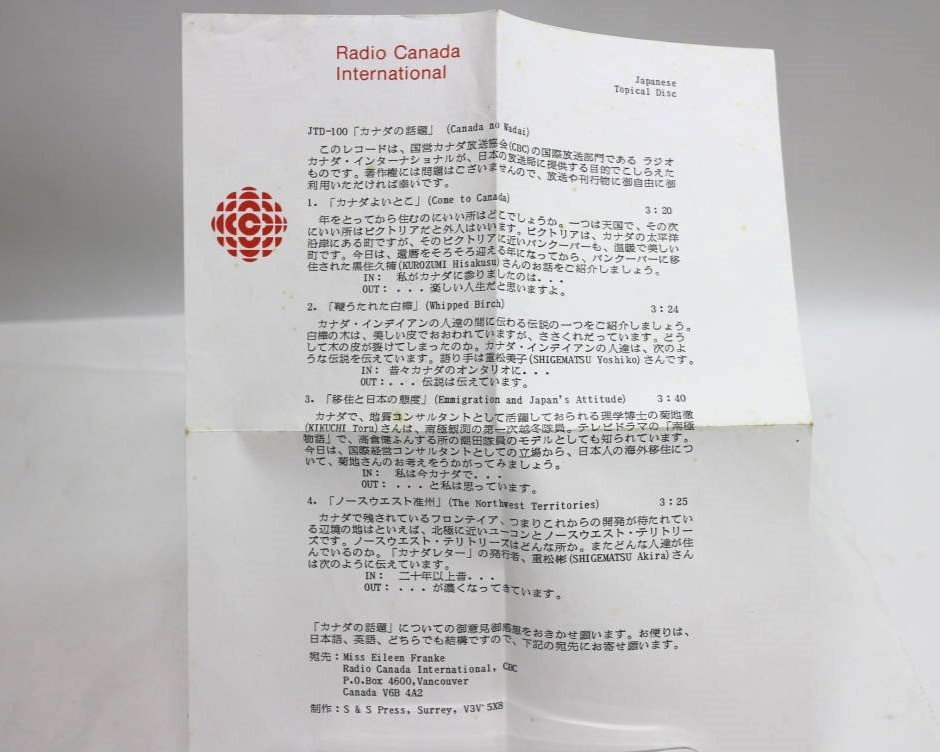 Radio Canada
International
Japanese
Topical Disc
JTD-100「カナダの話題」 (Canada no Wadai)
このレコードは、国営カナダ放送協会(CBC)の国際放送部門である ラジオ
カナダ・インターナショナルが、日本の放送局に提供する目的でこしらえた
ものです。著作権には問題はございませんので、放送や刊行物に御自由に御
利用いただければ幸いです。
1. 「カナダよいとこ」(Come to Canada) 3:20
年をとってから住むのにいい所はどこでしょうか。一つは天国で、その次
にいい所はビクトリアだと外人はいいます。ビクトリアは、カナダの太平洋
沿岸にある町ですが、そのビクトリアに近いバンクーバーも、温暖で美しい
町です。今日は、還暦をそろそろ迎える年になってから、バンクーバーに移
住された黒住久楠(KUROZUMI Hisakusu)さんのお話をご紹介しましょう。
IN: 私がカナダに参りましたのは...
OUT: ...楽しい人生だと思いますよ。
2. 「鞭うたれた白樺」(Whipped Birch) 3:24
カナダ・インデイアンの人達の間に伝わる伝説の一つをご紹介しましょう。
白樺の木は、美しい皮でおおわれていますが、ささくれだっています。どう
して木の皮が裂けてしまったのか。カナダ・インデイアンの人達は、次のよ
うな伝説を伝えています。語り手は重松美子(SHIGEMATSU Yoshiko)さんです。
IN: 昔々カナダのオンタリオに...
OUT:...伝説は伝えています。
3. 「移住と日本の態度」(Emmigration and Japan's Attitude) 3:40
カナダで、地質コンサルタントとして活躍しておられる理学博士の菊地徹
(KIKUCHI Toru)さんは、南極観測の第一次越冬隊員。テレビドラマの「南極
物語」で、高倉健ふんする所の潮田隊員のモデルとしても知られています。
今日は、国際経営コンサルタントとしての立場から、日本人の海外移住につ
いて、菊地さんのお考えをうかがってみましょう。
IN: 私は今カナダで...
OUT: ...と私は思っています。
4. 「ノースウエスト准州」(The Northwest Territories) 3:25
カナダで残されているフロンテイア、つまりこれからの開発が待たれてい
る辺境の地はといえば、北極に近いユーコンとノースウエスト・テリトリー
ズです。ノースウエスト・テリトリーズはどんな所か。またどんな人達が住
んでいるのか。「カナダレター」の発行者、重松彬(SHIGEMATSU Akira)さん
は次のように伝えています。
IN: 二十年以上昔...
OUT: ...が濃くなってきています。
「カナダの話題」についての御意見御感想をおきかせ願います。お便りは、
日本語、英語、どちらでも結構ですので、下記の宛先にお寄せ願います。
宛先:Miss Eileen Franke
Radio Canada International, CBC
P.O.Box 4600,Vancouver
Canada V6B 4A2
制作:S & S Press, Surrey, V3V 5X8